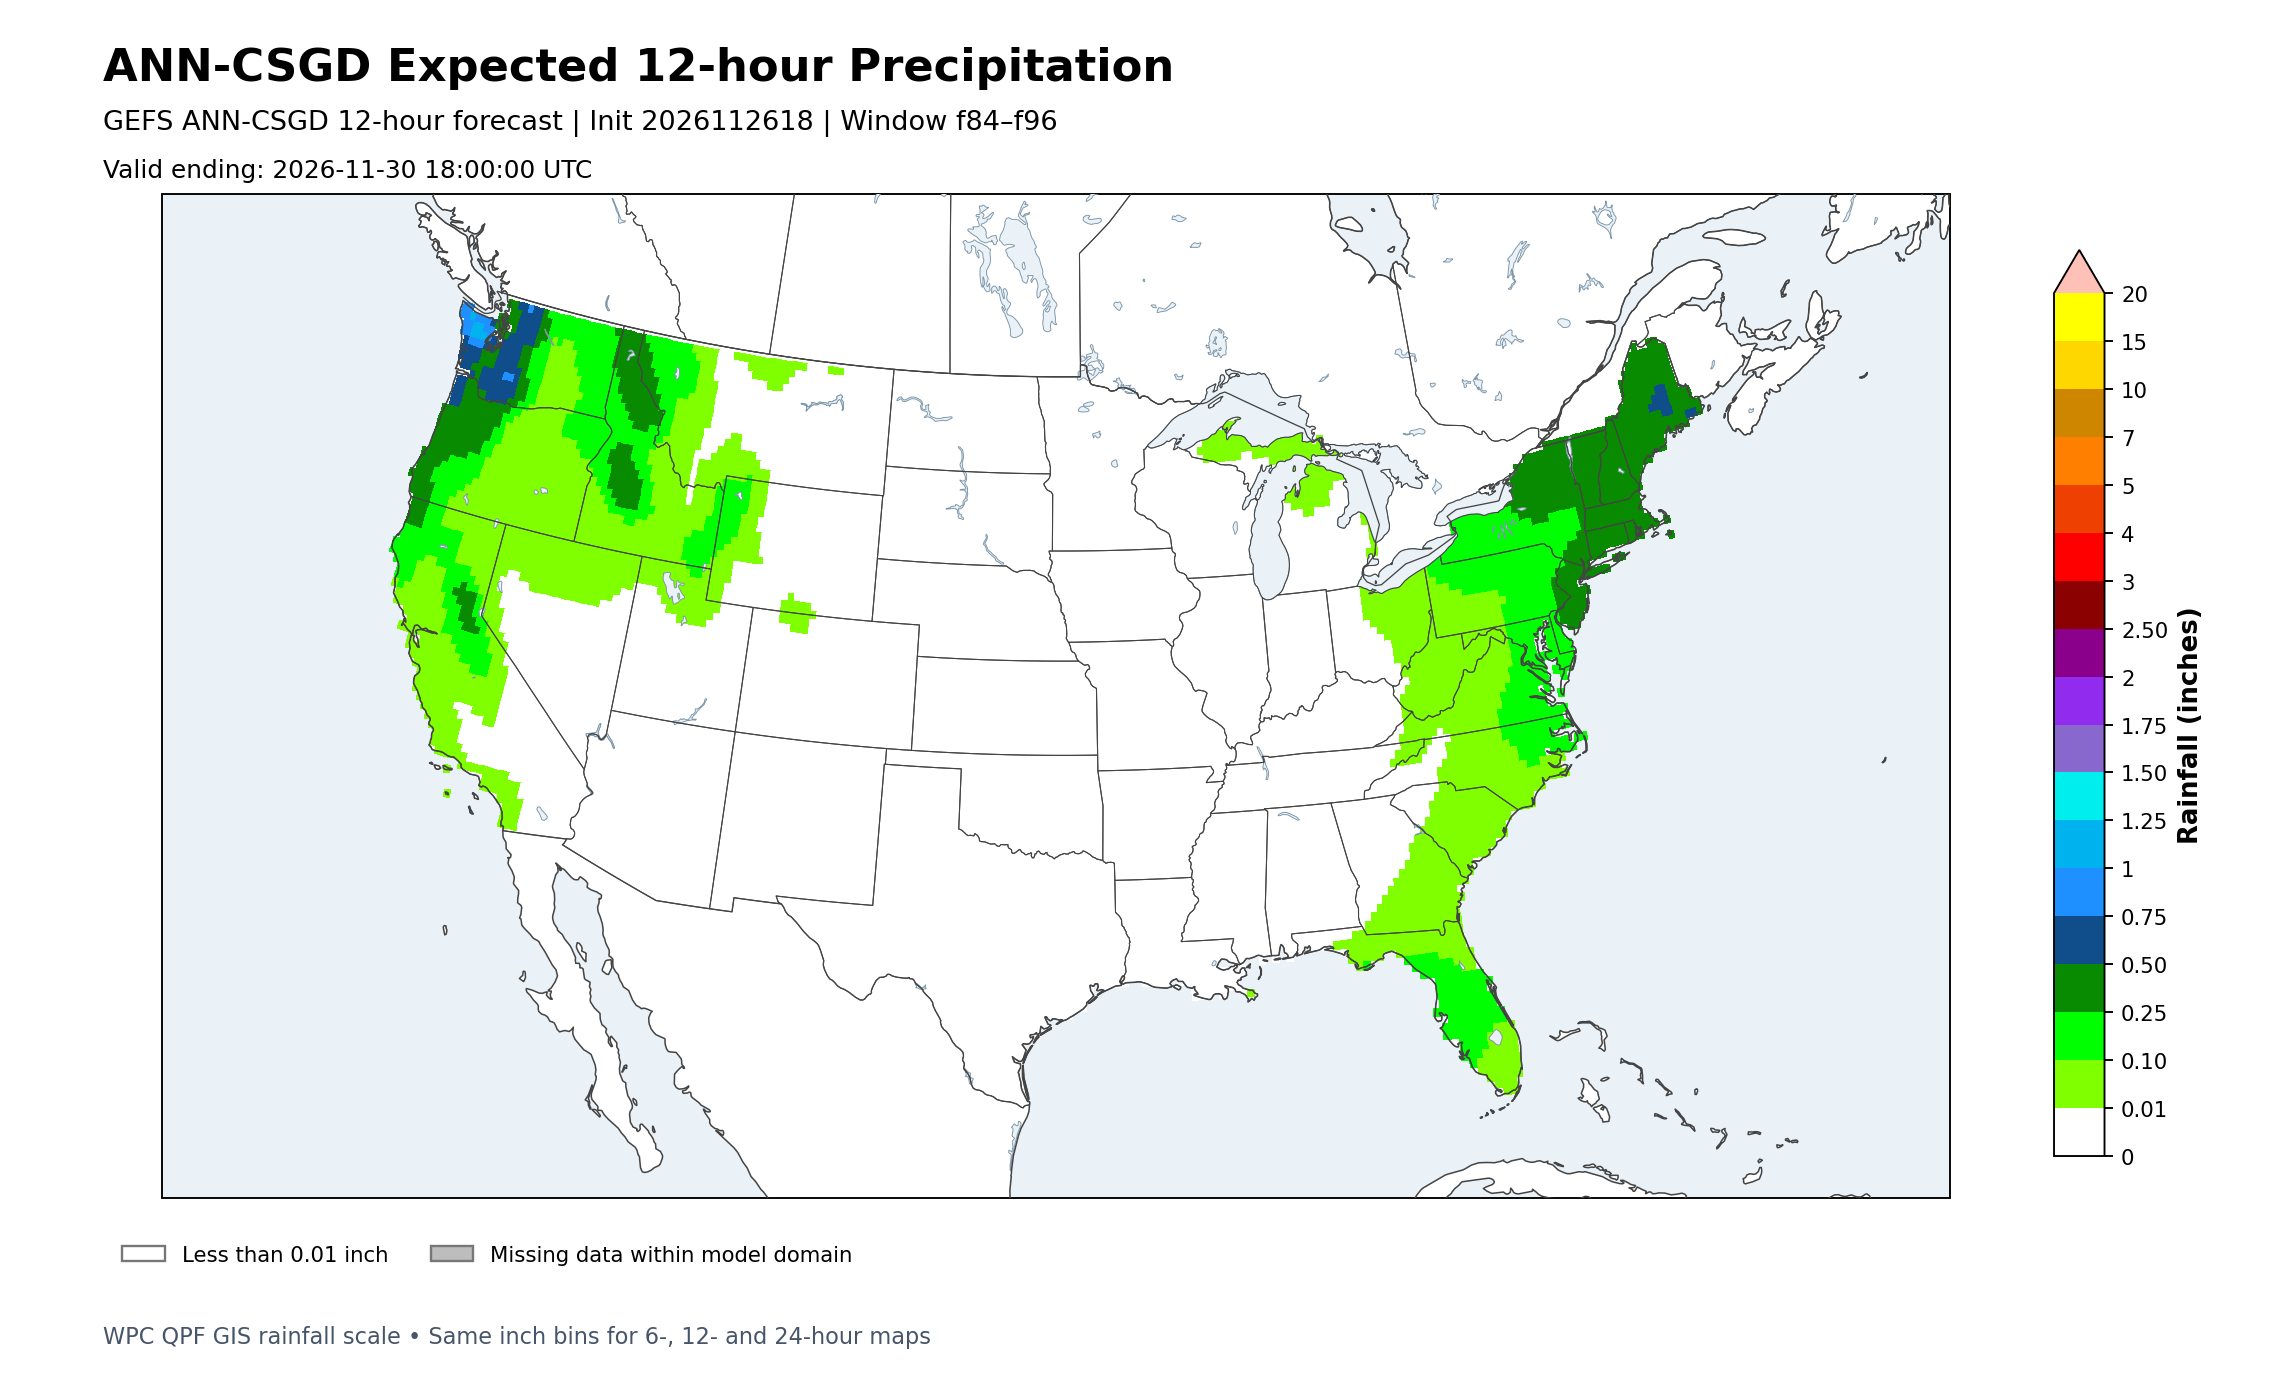 ANN-CSGD Expected 12-hour Precipitation
GEFS ANN-CSGD 12-hour forecast | Init 2026112618 | Window f84–f96
Valid ending: 2026-11-30 18:00:00 UTC
20
15
10
7
5
4
3
2.50
2
1.75
1.50
1.25
1
0.75
0.50
0.25
0.10
0.01
0
Rainfall (inches)
Less than 0.01 inch
Missing data within model domain
WPC QPF GIS rainfall scale • Same inch bins for 6-, 12- and 24-hour maps